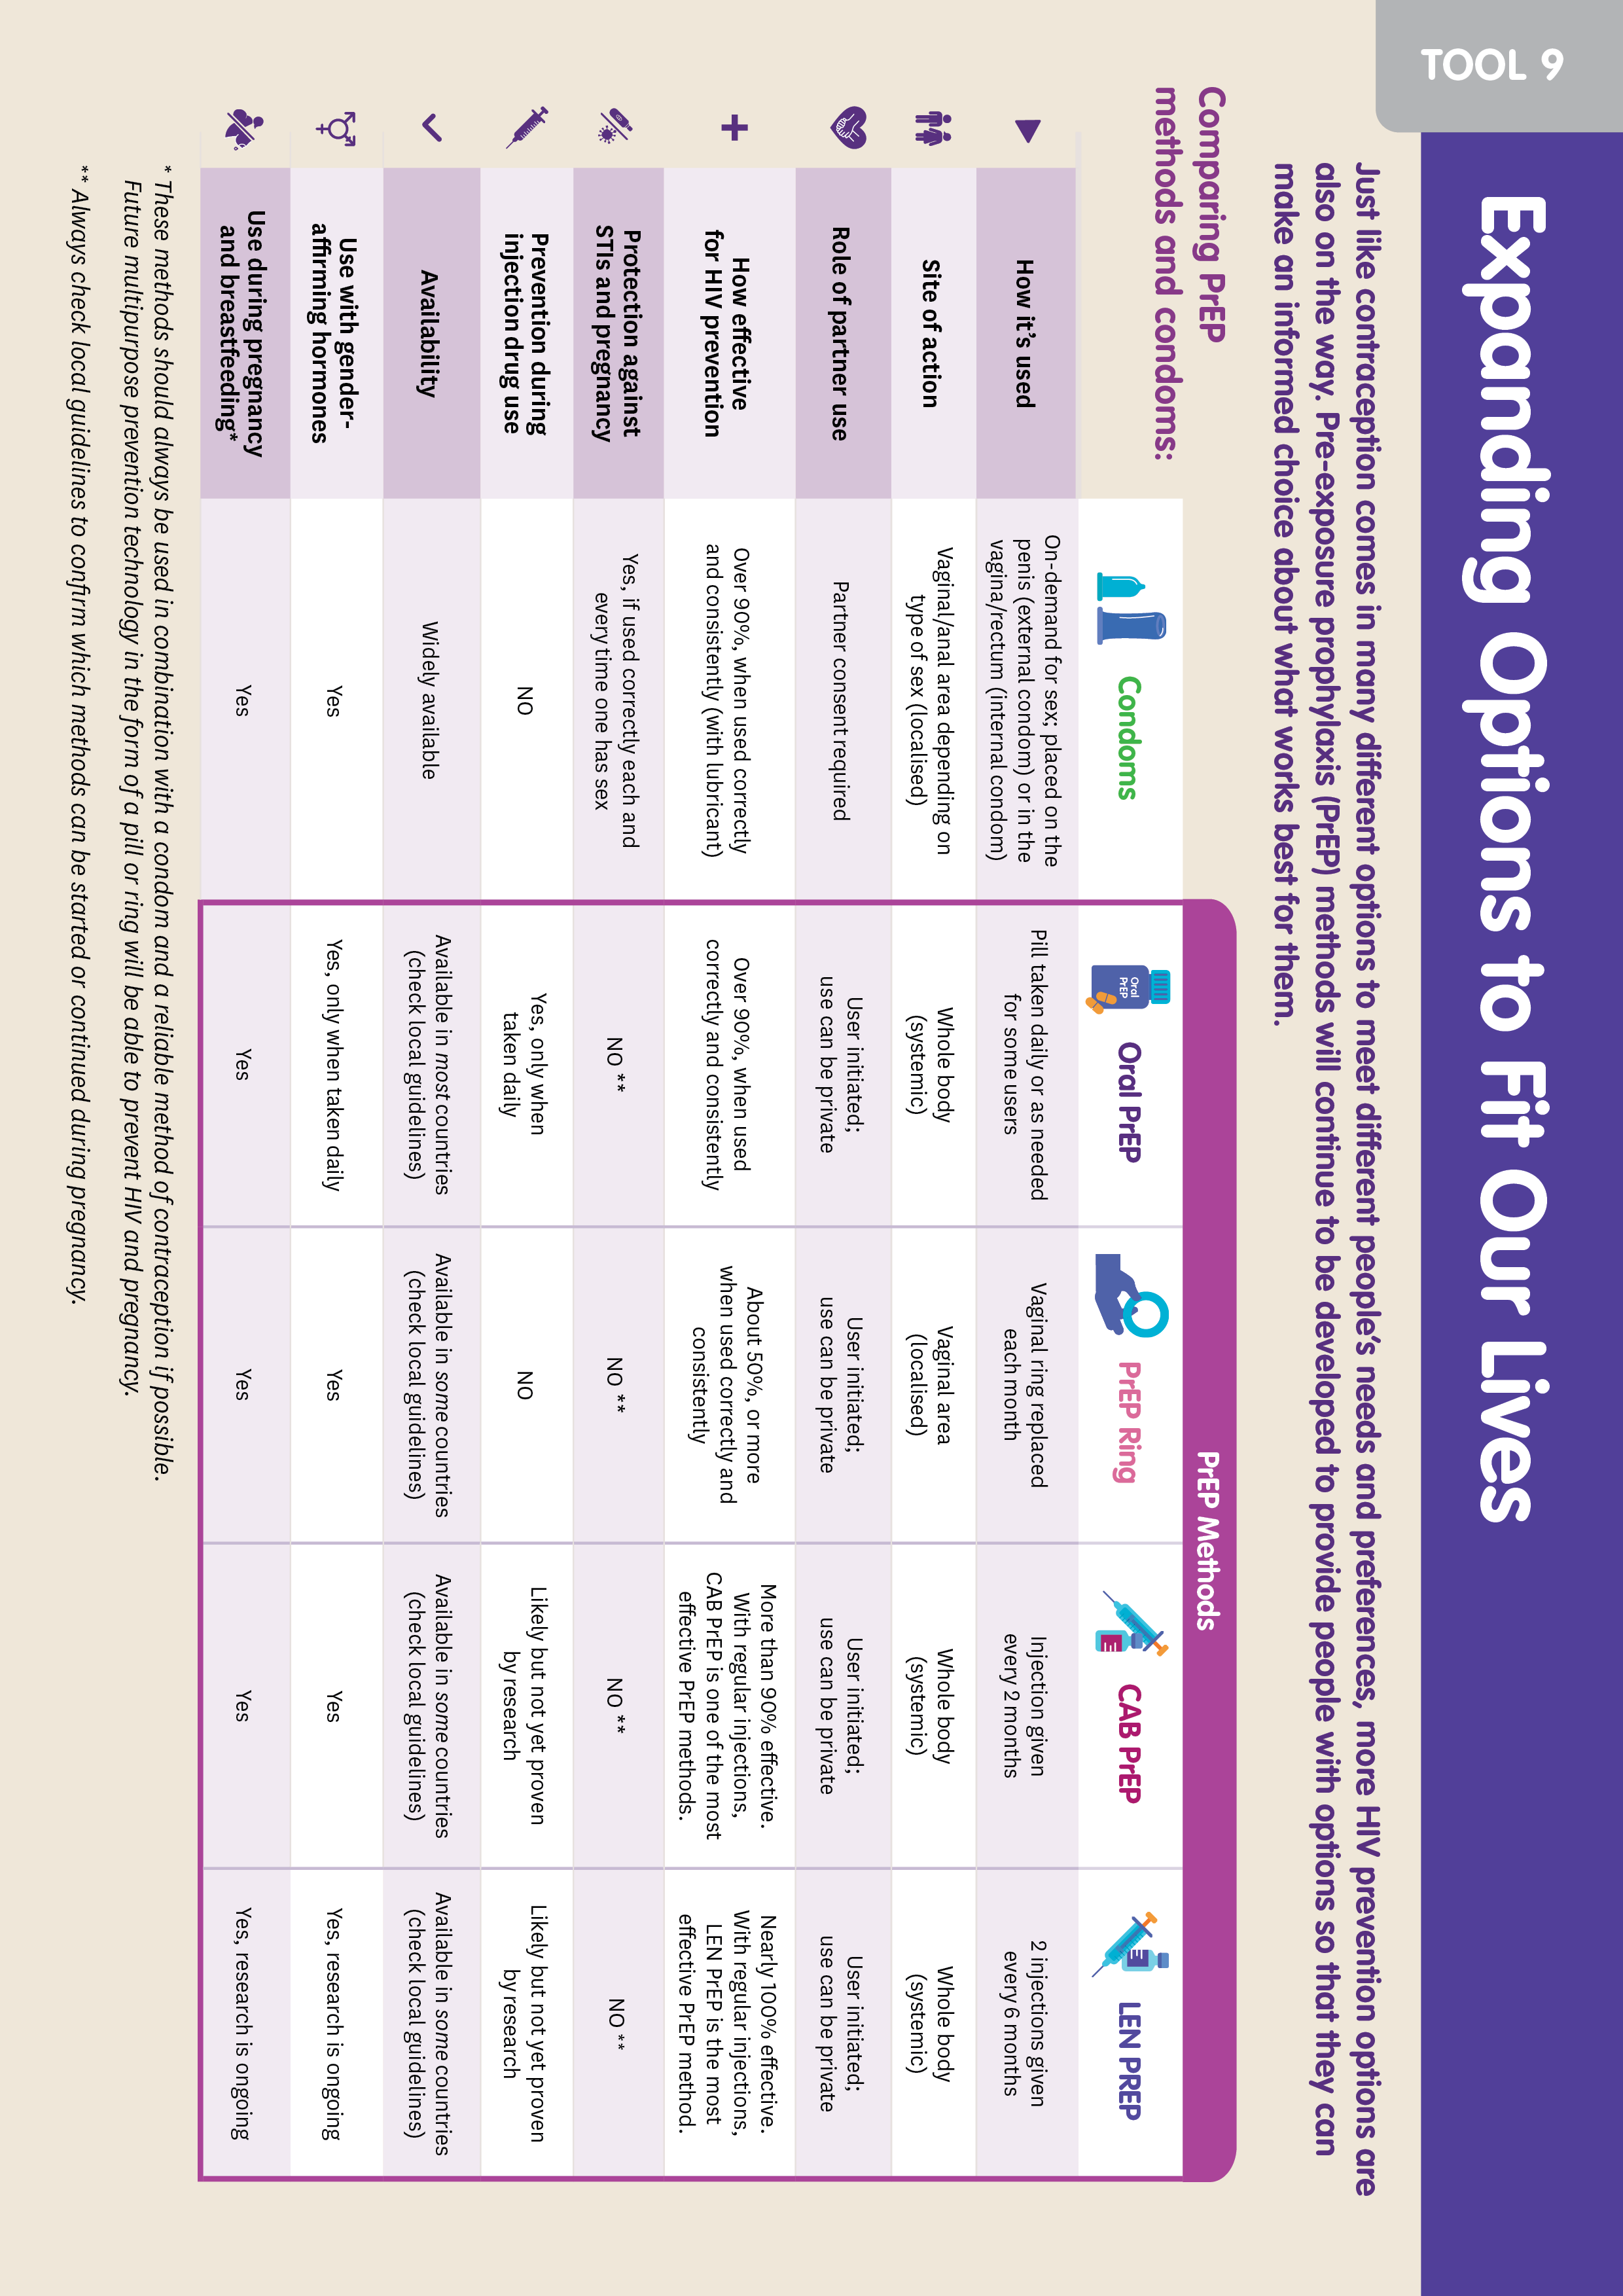 TOOL 9
Expanding Options to Fit Our Lives
Just like contraception comes in many different options to meet different people's needs and preferences, more HIV prevention options are
also on the way. Pre-exposure prophylaxis (PrEP) methods will continue to be developed to provide people with options so that they can
make an informed choice about what works best for them.
Comparing PrEP
methods and condoms:
PrEP Methods
Condoms
Oral
PrEP
Oral PrEP
PrEP Ring
CAB PrEP
LEN PREP
How it's used
On-demand for sex; placed on the
penis (external condom) or in the
vagina/rectum (internal condom)
Pill taken daily or as needed
for some users
Vaginal ring replaced
each month
Injection given
every 2 months
2 injections given
every 6 months
Site of action
Vaginal/anal area depending on
type of sex (localised)
Whole body
(systemic)
Vaginal area
(localised)
Whole body
(systemic)
Whole body
(systemic)
Role of partner use
Partner consent required
User initiated;
use can be private
User initiated;
use can be private
User initiated;
use can be private
User initiated;
use can be private
How effective
for HIV prevention
Over 90%, when used correctly
and consistently (with lubricant)
Over 90%, when used
correctly and consistently
About 50%, or more
when used correctly and
consistently
More than 90% effective.
With regular injections,
CAB PrEP is one of the most
effective PrEP methods.
Nearly 100% effective.
With regular injections,
LEN PrEP is the most
effective PrEP method.
Protection against
STIs and pregnancy
Yes, if used correctly each and
every time one has sex
NO **
NO **
NO **
NO **
Prevention during
injection drug use
NO
Yes, only when
taken daily
NO
Likely but not yet proven
by research
Likely but not yet proven
by research
Availability
Widely available
Available in most countries
(check local guidelines)
Available in some countries
(check local guidelines)
Available in some countries
(check local guidelines)
Available in some countries
(check local guidelines)
Use with gender-
affirming hormones
Yes
Yes, only when taken daily
Yes
Yes
Yes, research is ongoing
Use during pregnancy
and breastfeeding*
Yes
Yes
Yes
Yes
Yes, research is ongoing
* These methods should always be used in combination with a condom and a reliable method of contraception if possible.
Future multipurpose prevention technology in the form of a pill or ring will be able to prevent HIV and pregnancy.
** Always check local guidelines to confirm which methods can be started or continued during pregnancy.